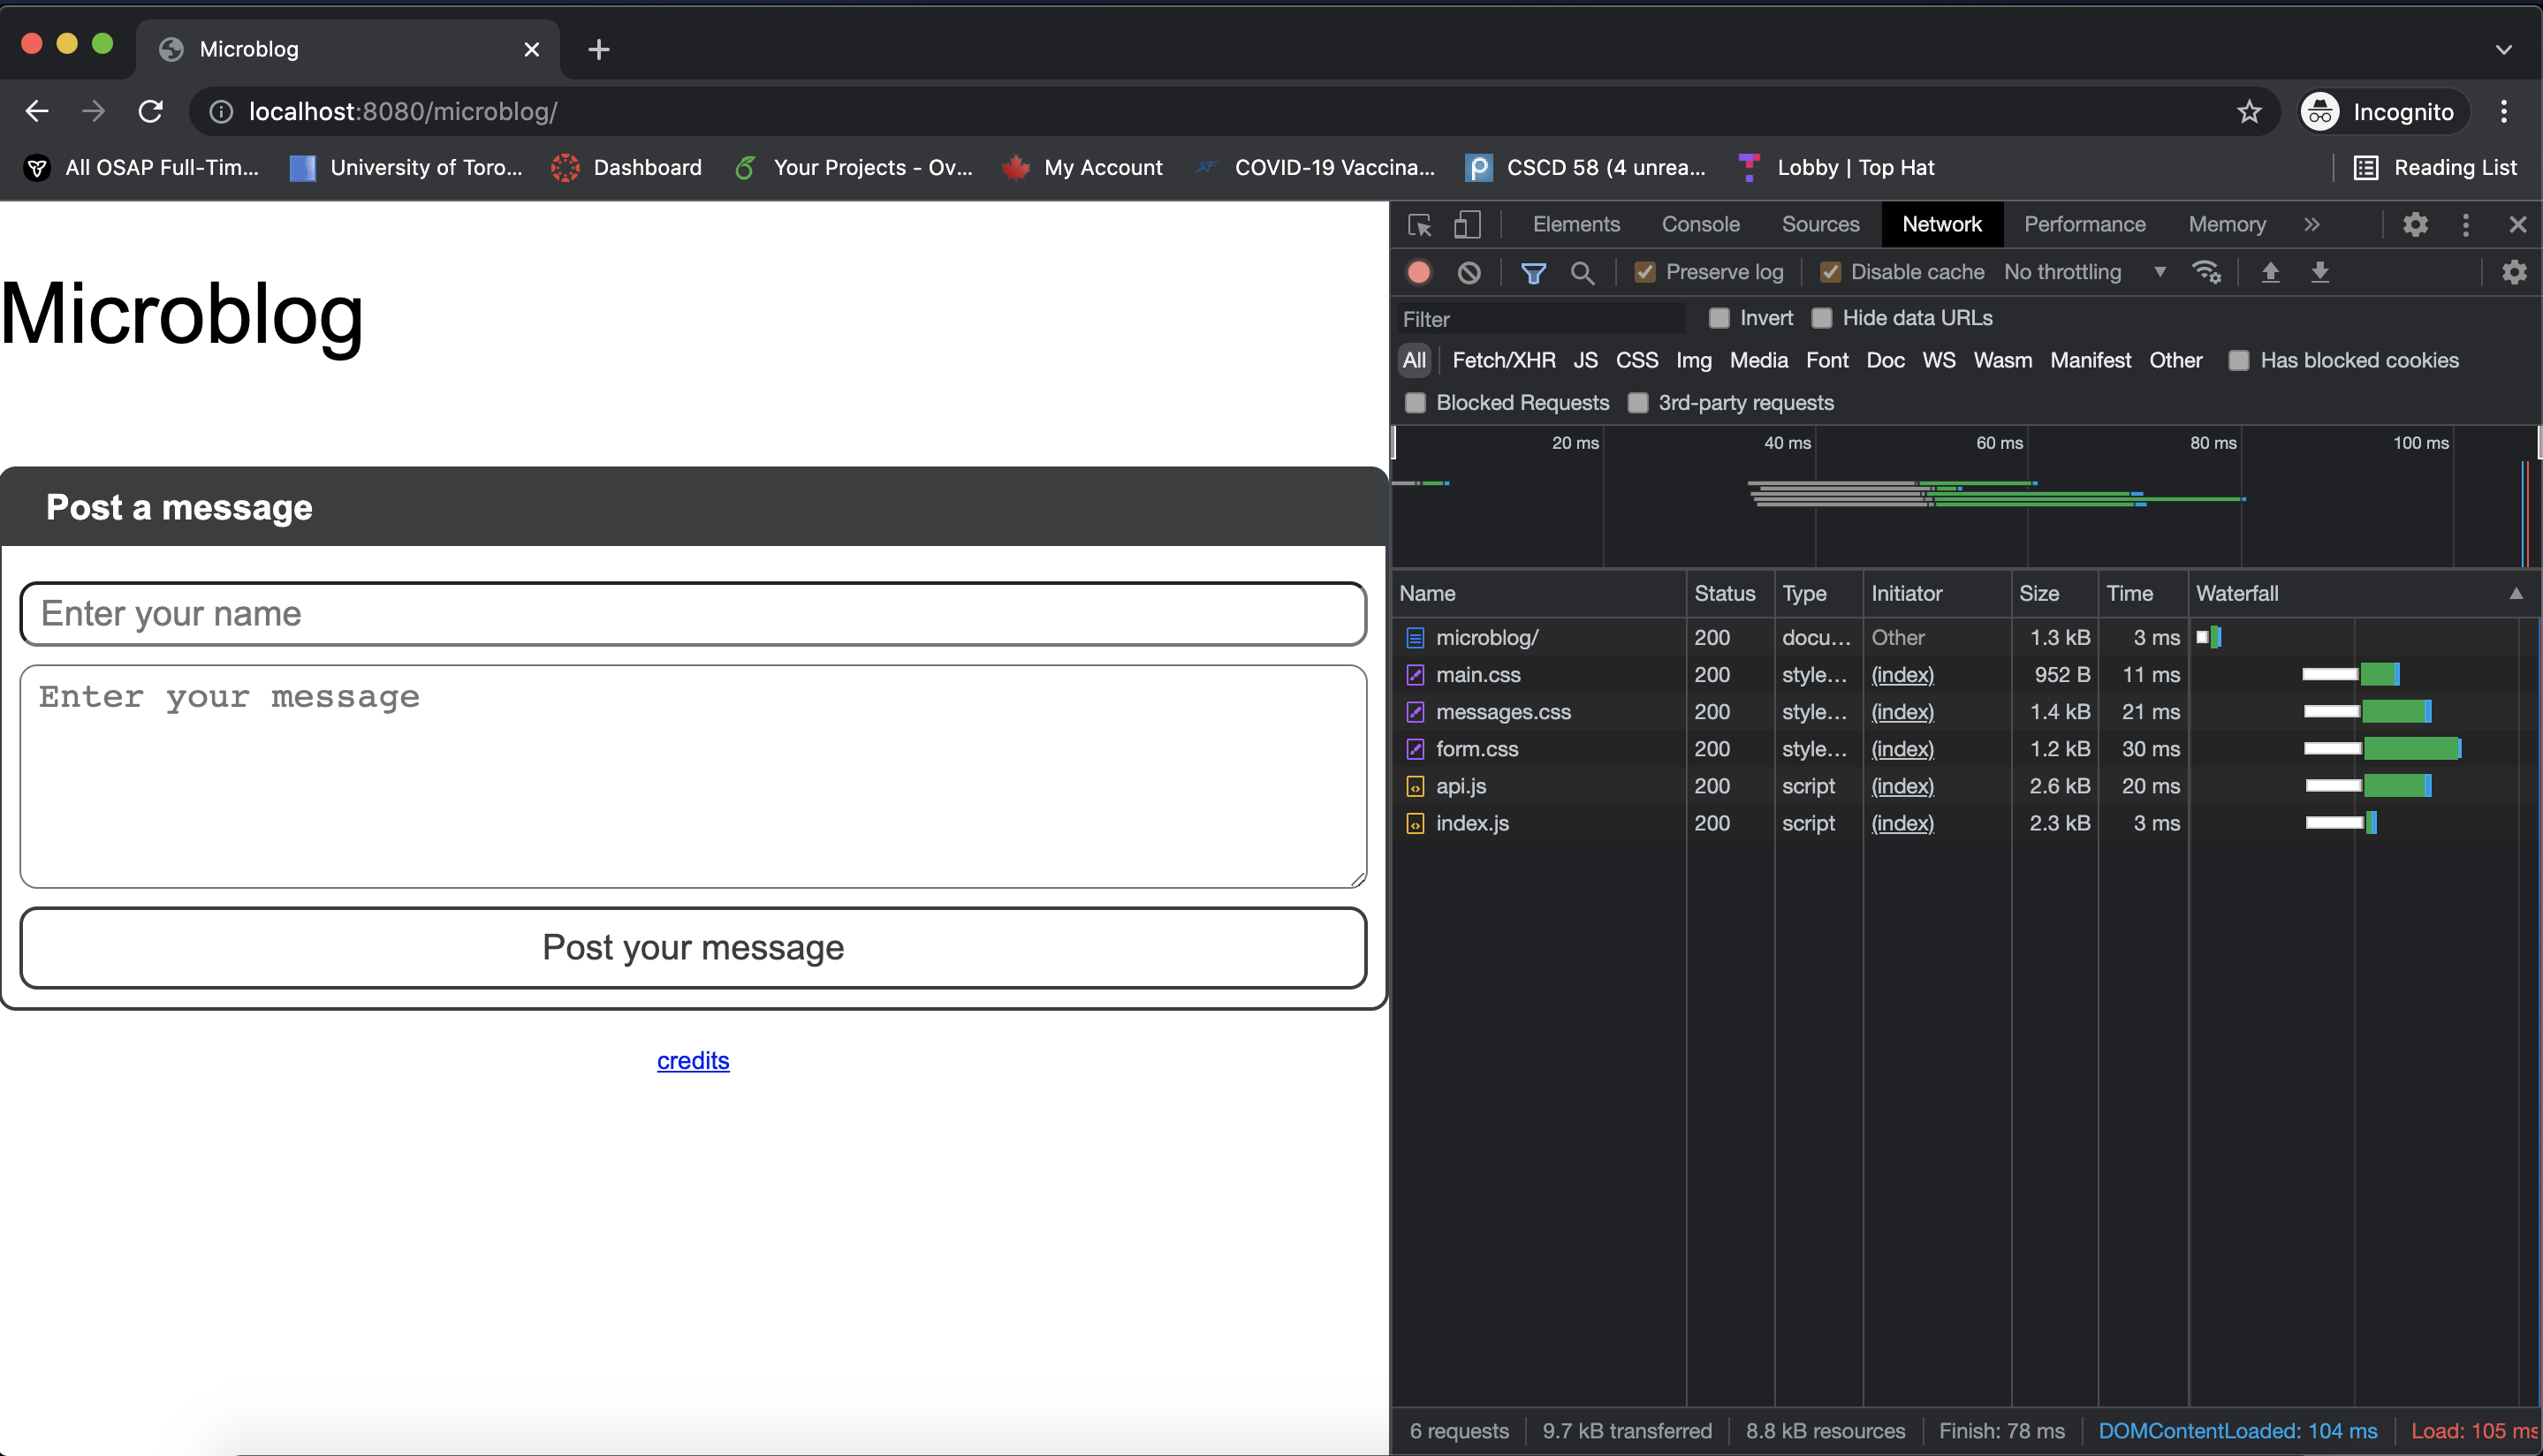 Microblog
localhost:8080/microblog/
Incognito
All OSAP Full-Tim...
University of Toro...
Dashboard
Your Projects - Ov...
My Account
COVID-19 Vaccina...
CSCD 58 (4 unrea...
Lobby | Top Hat
Reading List
Microblog
Post a message
Enter your name
Enter your message
Post your message
credits
Elements Console Sources Network Performance Memory
Preserve log Disable cache No throttling
Filter Invert Hide data URLs
All Fetch/XHR JS CSS Img Media Font Doc WS Wasm Manifest Other Has blocked cookies
Blocked Requests 3rd-party requests
20 ms 40 ms 60 ms 80 ms 100 ms
Name Status Type Initiator Size Time Waterfall
microblog/ 200 docu... Other 1.3 kB 3 ms
main.css 200 style... (index) 952 B 11 ms
messages.css 200 style... (index) 1.4 kB 21 ms
form.css 200 style... (index) 1.2 kB 30 ms
api.js 200 script (index) 2.6 kB 20 ms
index.js 200 script (index) 2.3 kB 3 ms
6 requests 9.7 kB transferred 8.8 kB resources Finish: 78 ms DOMContentLoaded: 104 ms Load: 105 ms